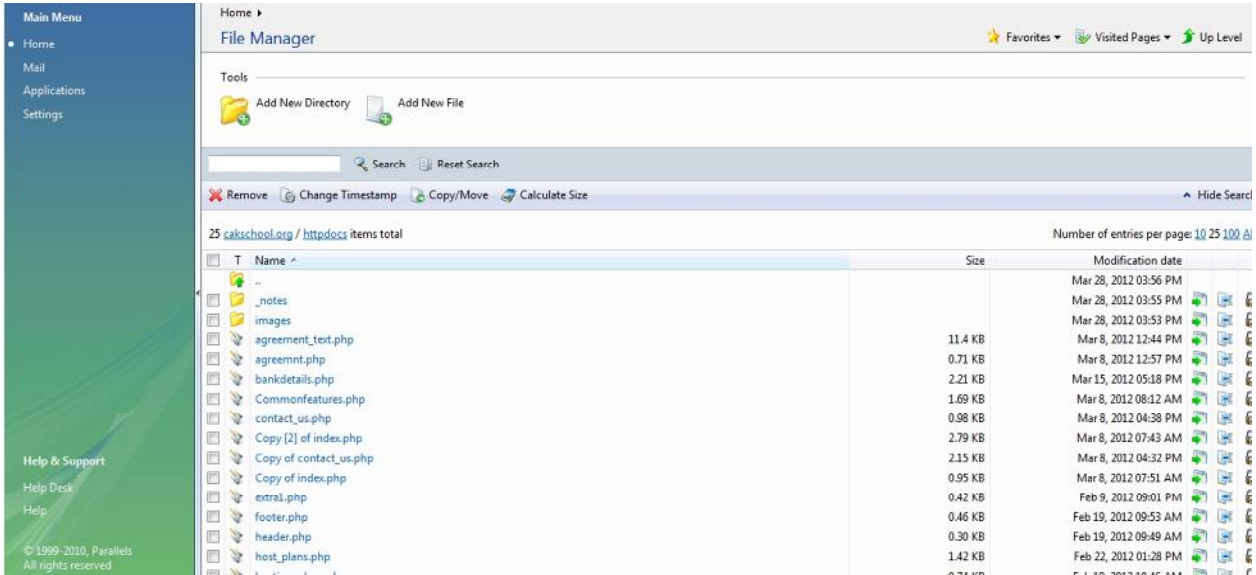 Main Menu
Home
Mail
Applications
Settings
Help & Support
Help Desk
Help
© 1999-2010, Parallels
All rights reserved
Home
File Manager
Favorites Visited Pages Up Level
Tools
Add New Directory Add New File
Search Reset Search
Remove Change Timestamp Copy/Move Calculate Size Hide Search
25 cakschool.org / httpdocs items total Number of entries per page: 10 25 100
T Name Size Modification date
.. Mar 28, 2012 03:56 PM
_notes Mar 28, 2012 03:55 PM
images Mar 28, 2012 03:53 PM
agreement_text.php 11.4 KB Mar 8, 2012 12:44 PM
agreemnt.php 0.71 KB Mar 8, 2012 12:57 PM
bankdetails.php 2.21 KB Mar 15, 2012 05:18 PM
Commonfeatures.php 1.69 KB Mar 8, 2012 08:12 AM
contact_us.php 0.98 KB Mar 8, 2012 04:38 PM
Copy [2] of index.php 2.79 KB Mar 8, 2012 07:43 AM
Copy of contact_us.php 2.15 KB Mar 8, 2012 04:32 PM
Copy of index.php 0.95 KB Mar 8, 2012 07:51 AM
extra1.php 0.42 KB Feb 9, 2012 09:01 PM
footer.php 0.46 KB Feb 19, 2012 09:53 AM
header.php 0.30 KB Feb 19, 2012 09:49 AM
host_plans.php 1.42 KB Feb 22, 2012 01:28 PM